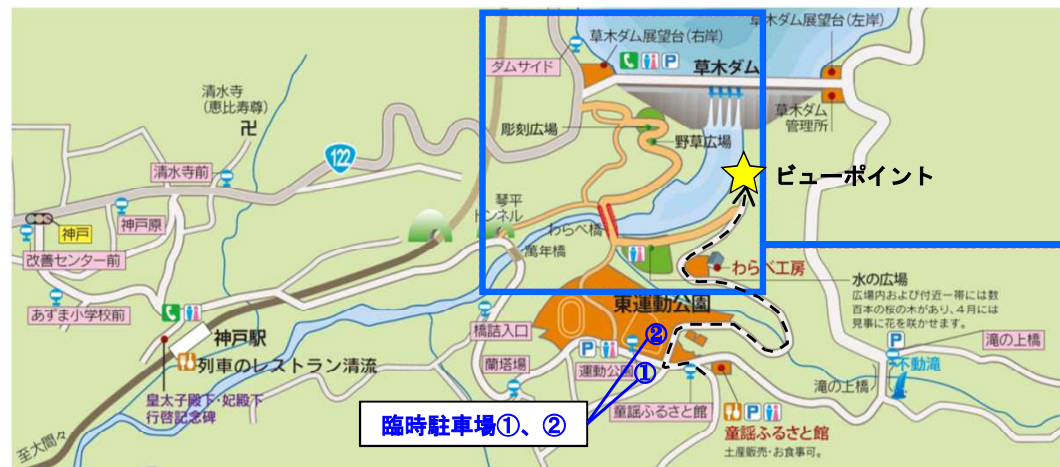 草木ダム展望台(右岸)
草木ダム展望台(左岸)
ダムサイド
P
草木ダム
清水寺
(恵比寿尊)
卍
彫刻広場
野草広場
草木ダム
管理所
122
清水寺前
ビューポイント
琴平
トンネル
神戸原
神戸
わらべ橋
改善センター前
萬年橋
わらべ工房
水の広場
広場内および付近一帯には数
百本の桜の木があり、4月には
見事に花を咲かせます。
東運動公園
あずま小学校前
橋詰入口
神戸駅
②
P
滝の上橋
列車のレストラン清流
蘭塔場
P
運動公園
①
不動滝
滝の上橋
皇太子殿下・妃殿下
行啓記念碑
童謡ふるさと館
臨時駐車場①、②
P
童謡ふるさと館
土産販売・お食事可。
至大間々